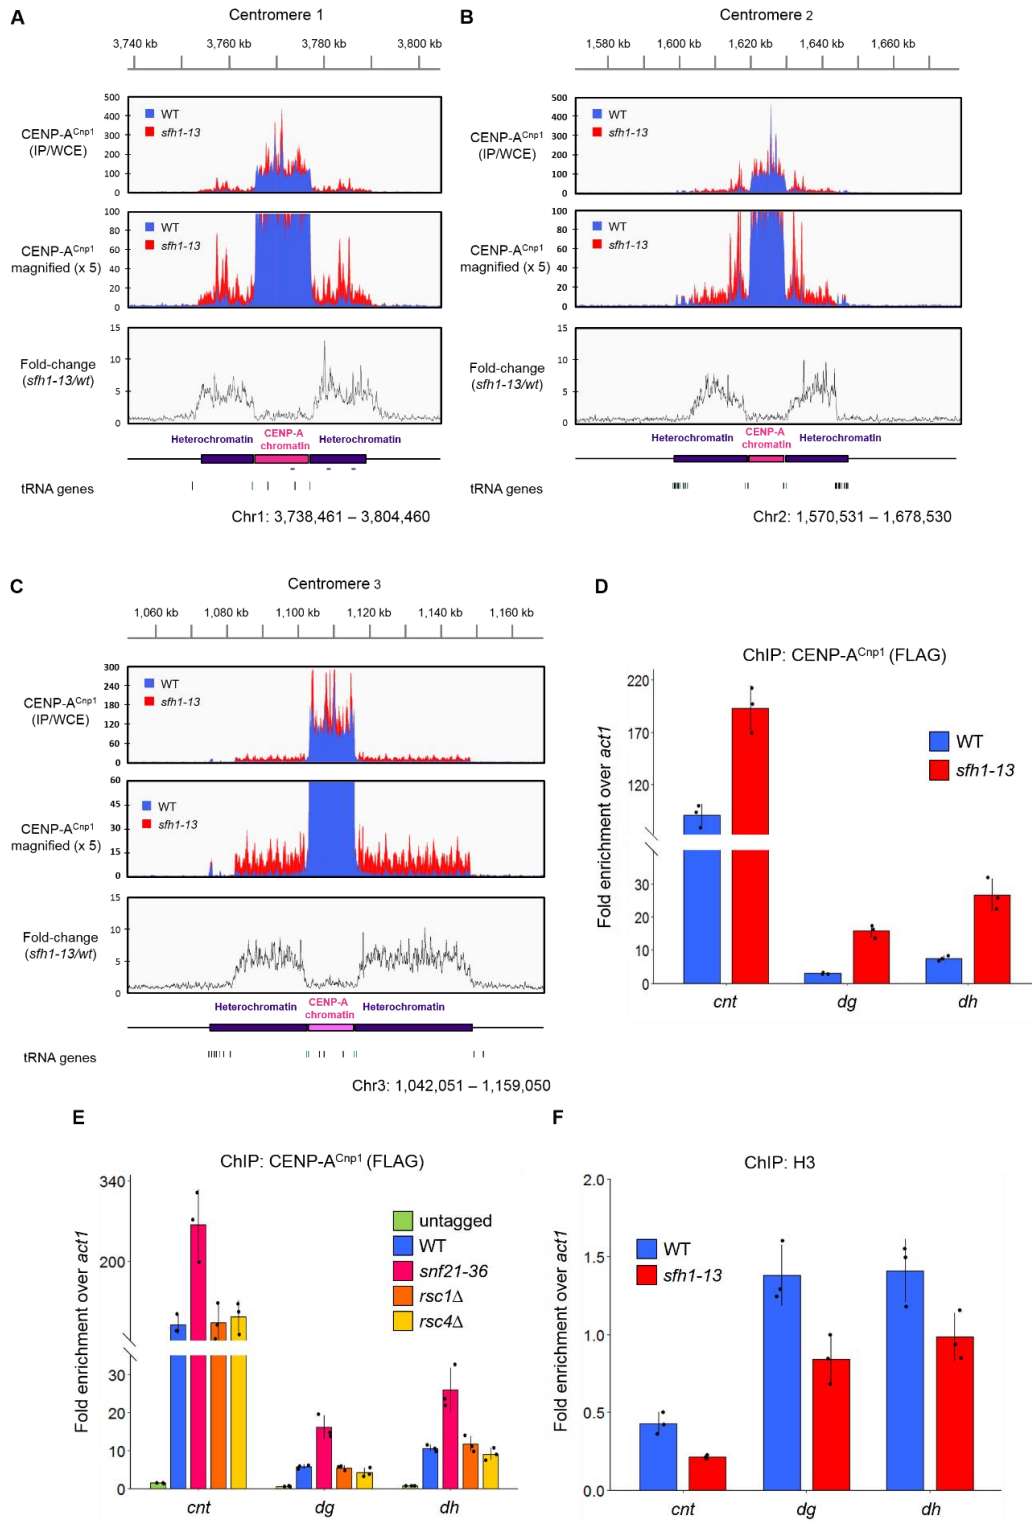 A
Centromere 1
3,740 kb 3,760 kb 3,780 kb 3,800 kb
CENP-A^Cnp1
(IP/WCE)
500
400
300
200
100
0
WT
sfh1-13
CENP-A^Cnp1
magnified (x 5)
100
80
60
40
20
0
WT
sfh1-13
Fold-change
(sfh1-13/wt)
15
10
5
0
Heterochromatin CENP-A chromatin Heterochromatin
tRNA genes
Chr1: 3,738,461 – 3,804,460
B
Centromere 2
1,580 kb 1,600 kb 1,620 kb 1,640 kb 1,660 kb
CENP-A^Cnp1
(IP/WCE)
500
400
300
200
100
0
WT
sfh1-13
CENP-A^Cnp1
magnified (x 5)
100
80
60
40
20
0
WT
sfh1-13
Fold-change
(sfh1-13/wt)
15
10
5
0
Heterochromatin CENP-A chromatin Heterochromatin
tRNA genes
Chr2: 1,570,531 – 1,678,530
C
Centromere 3
1,060 kb 1,080 kb 1,100 kb 1,120 kb 1,140 kb 1,160 kb
CENP-A^Cnp1
(IP/WCE)
300
240
180
120
60
0
WT
sfh1-13
CENP-A^Cnp1
magnified (x 5)
60
45
30
15
0
WT
sfh1-13
Fold-change
(sfh1-13/wt)
15
10
5
0
Heterochromatin CENP-A chromatin Heterochromatin
tRNA genes
Chr3: 1,042,051 – 1,159,050
D
ChIP: CENP-A^Cnp1 (FLAG)
Fold enrichment over act1
220
170
120
30
20
10
0
WT
sfh1-13
cnt dg dh
E
ChIP: CENP-A^Cnp1 (FLAG)
Fold enrichment over act1
340
200
30
20
10
0
untagged
WT
snf21-36
rsc1Δ
rsc4Δ
cnt dg dh
F
ChIP: H3
Fold enrichment over act1
2.0
1.5
1.0
0.5
0.0
WT
sfh1-13
cnt dg dh